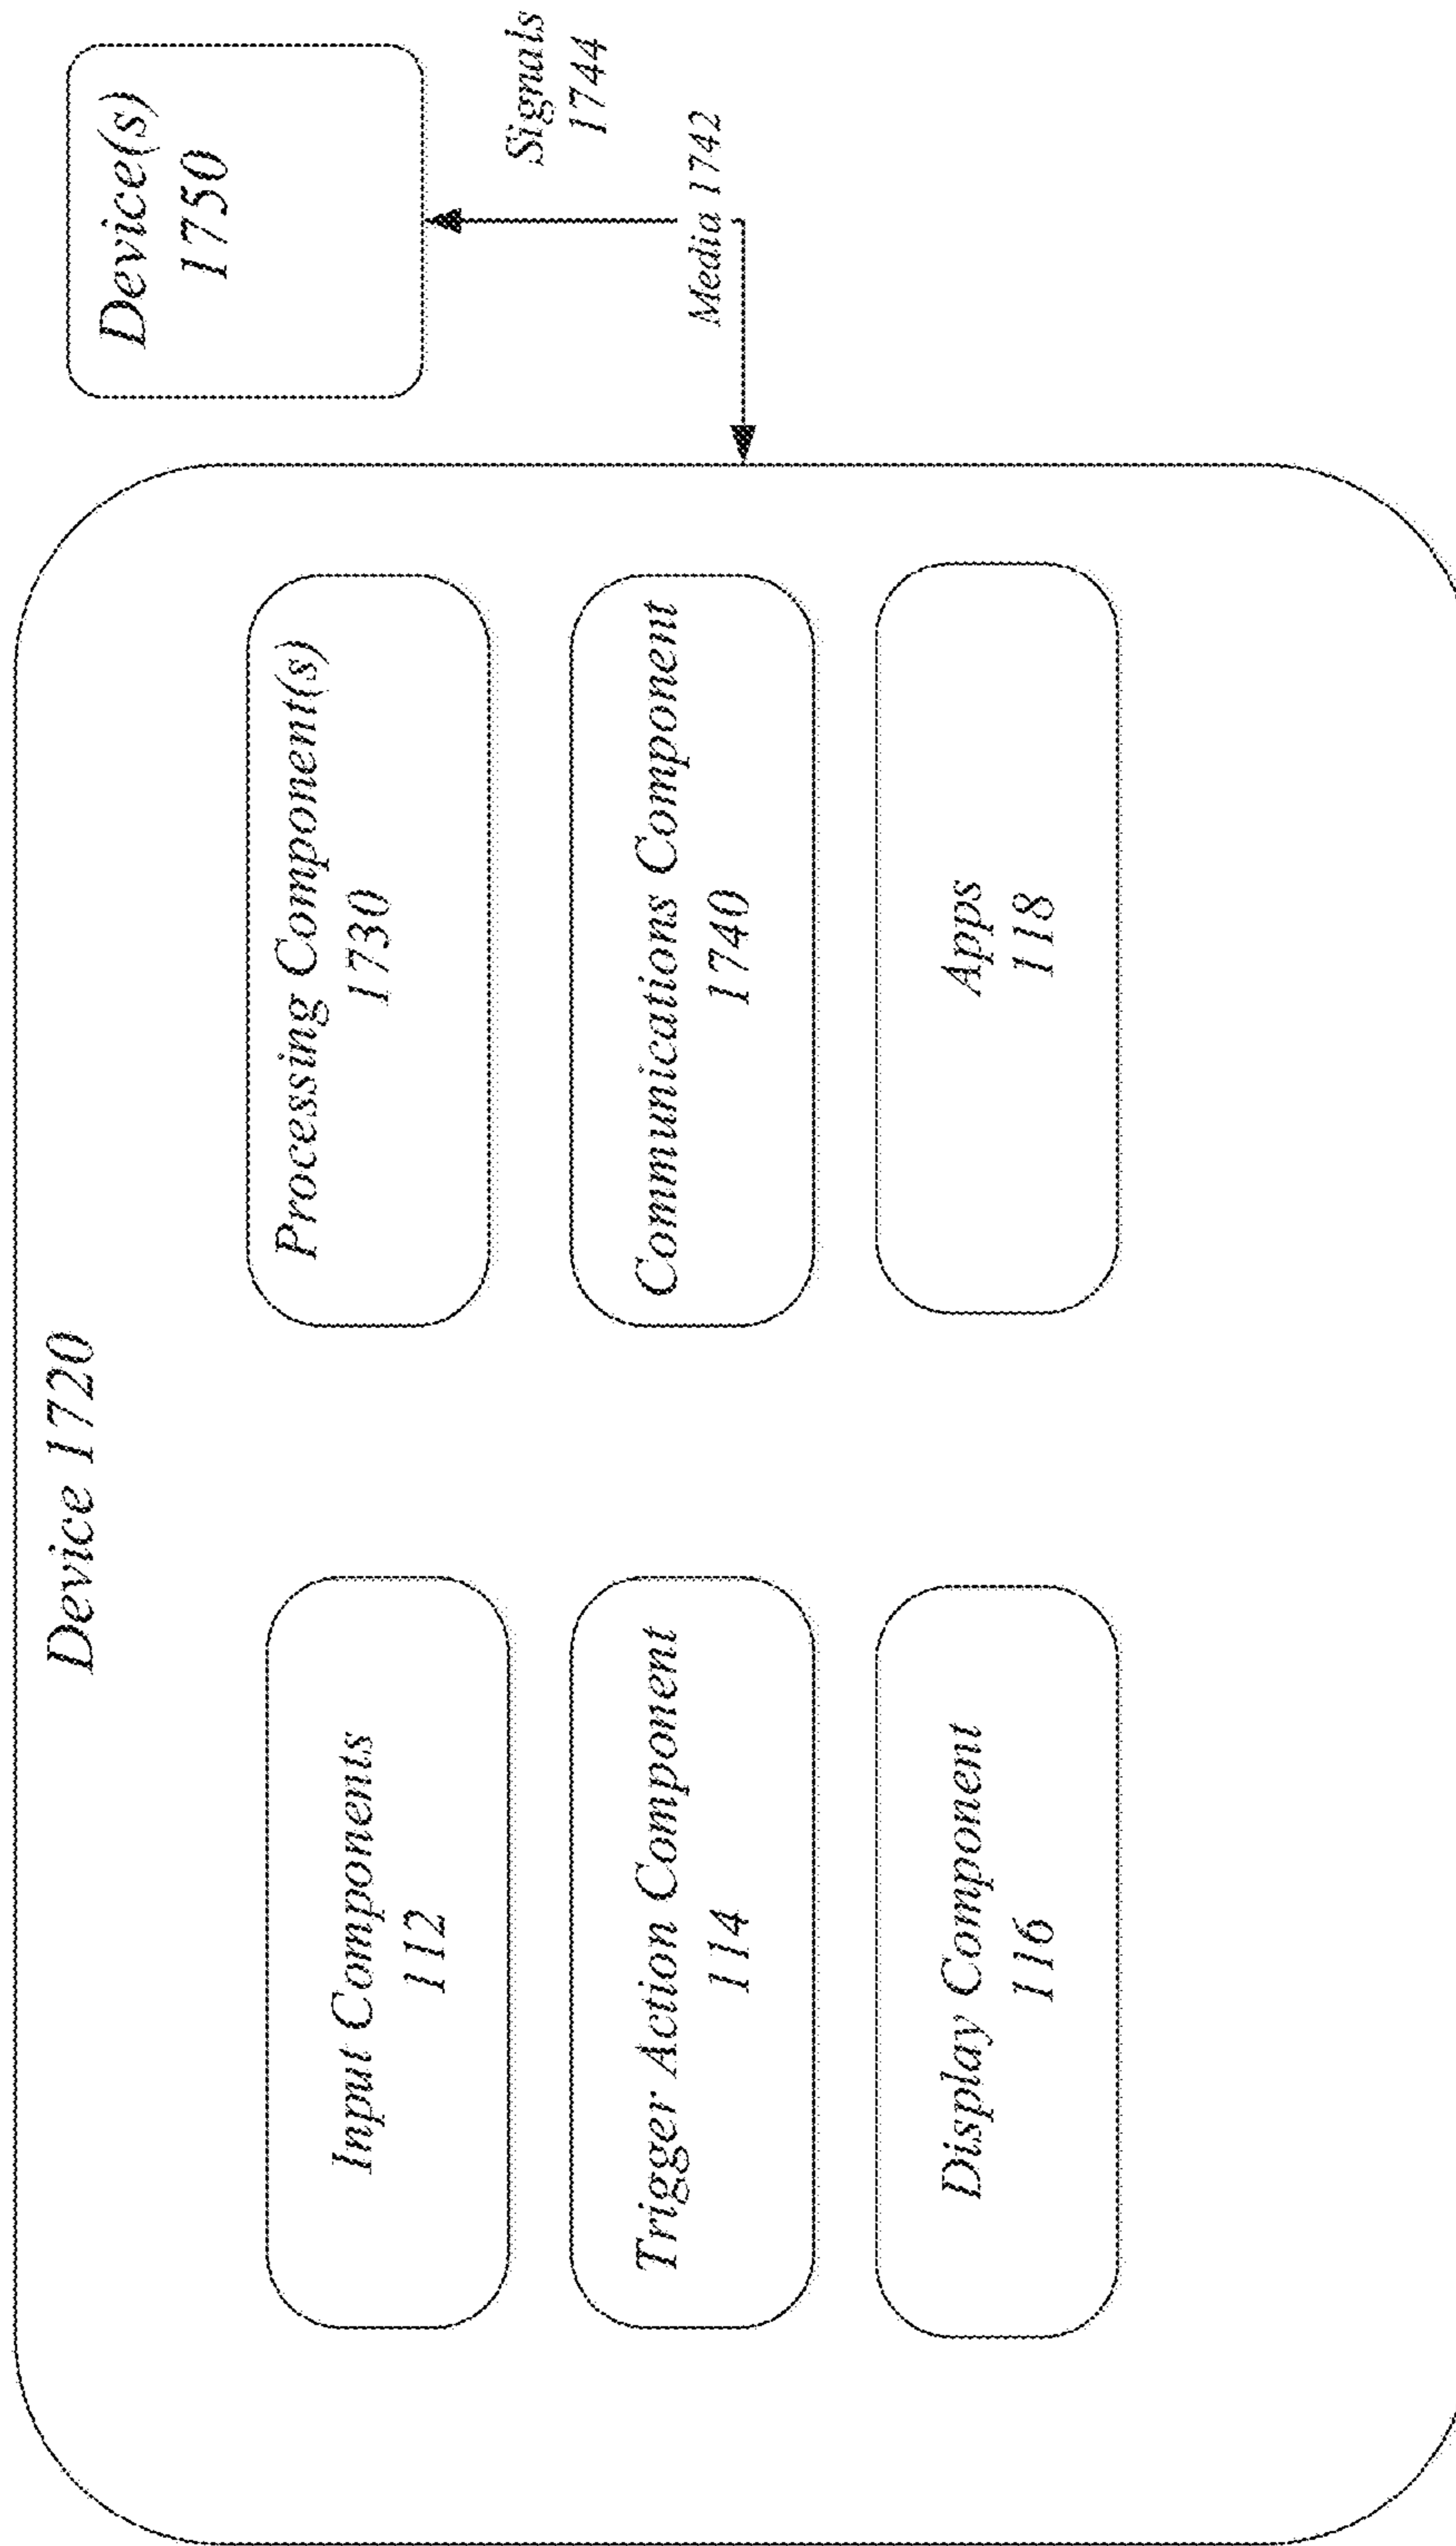 Device 1720
Input Components
112
Trigger Action Component
114
Display Component
116
Processing Component(s)
1730
Communications Component
1740
Apps
118
Device(s)
1750
Signals
1744
Media 1742